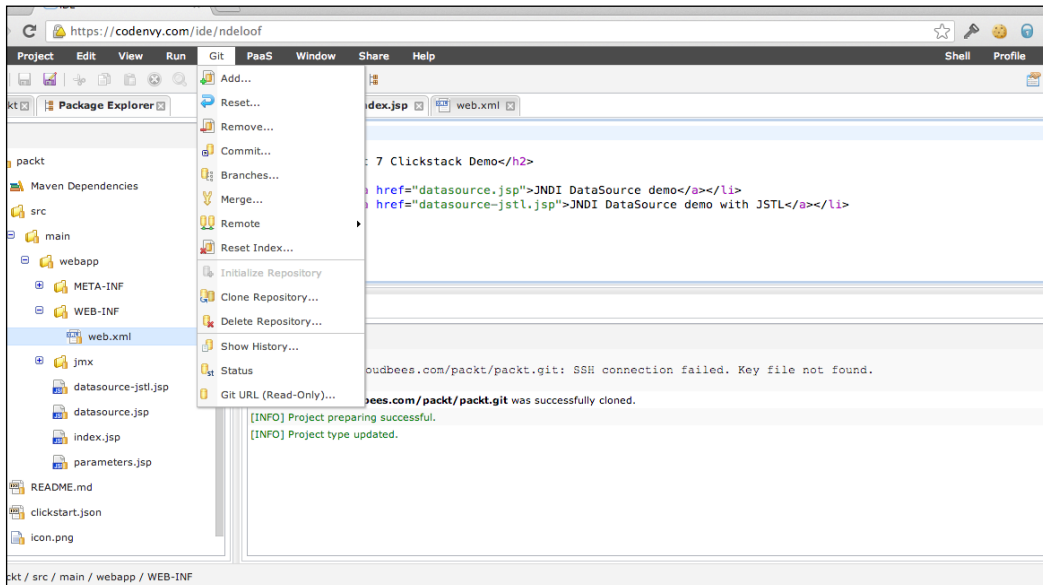 https://codenvy.com/ide/ndeloof
Project Edit View Run Git PaaS Window Share Help Shell Profile
Package Explorer
index.jsp web.xml
packt
Maven Dependencies
src
main
webapp
META-INF
WEB-INF
web.xml
jmx
datasource-jstl.jsp
datasource.jsp
index.jsp
parameters.jsp
README.md
clickstart.json
icon.png
Add...
Reset...
Remove...
Commit...
Branches...
Merge...
Remote
Reset Index...
Initialize Repository
Clone Repository...
Delete Repository...
Show History...
Status
Git URL (Read-Only)...
7 Clickstack Demo</h2>
href="datasource.jsp">JNDI DataSource demo</a></li>
href="datasource-jstl.jsp">JNDI DataSource demo with JSTL</a></li>
oudbees.com/packt/packt.git: SSH connection failed. Key file not found.
bees.com/packt/packt.git was successfully cloned.
[INFO] Project preparing successful.
[INFO] Project type updated.
ckt / src / main / webapp / WEB-INF